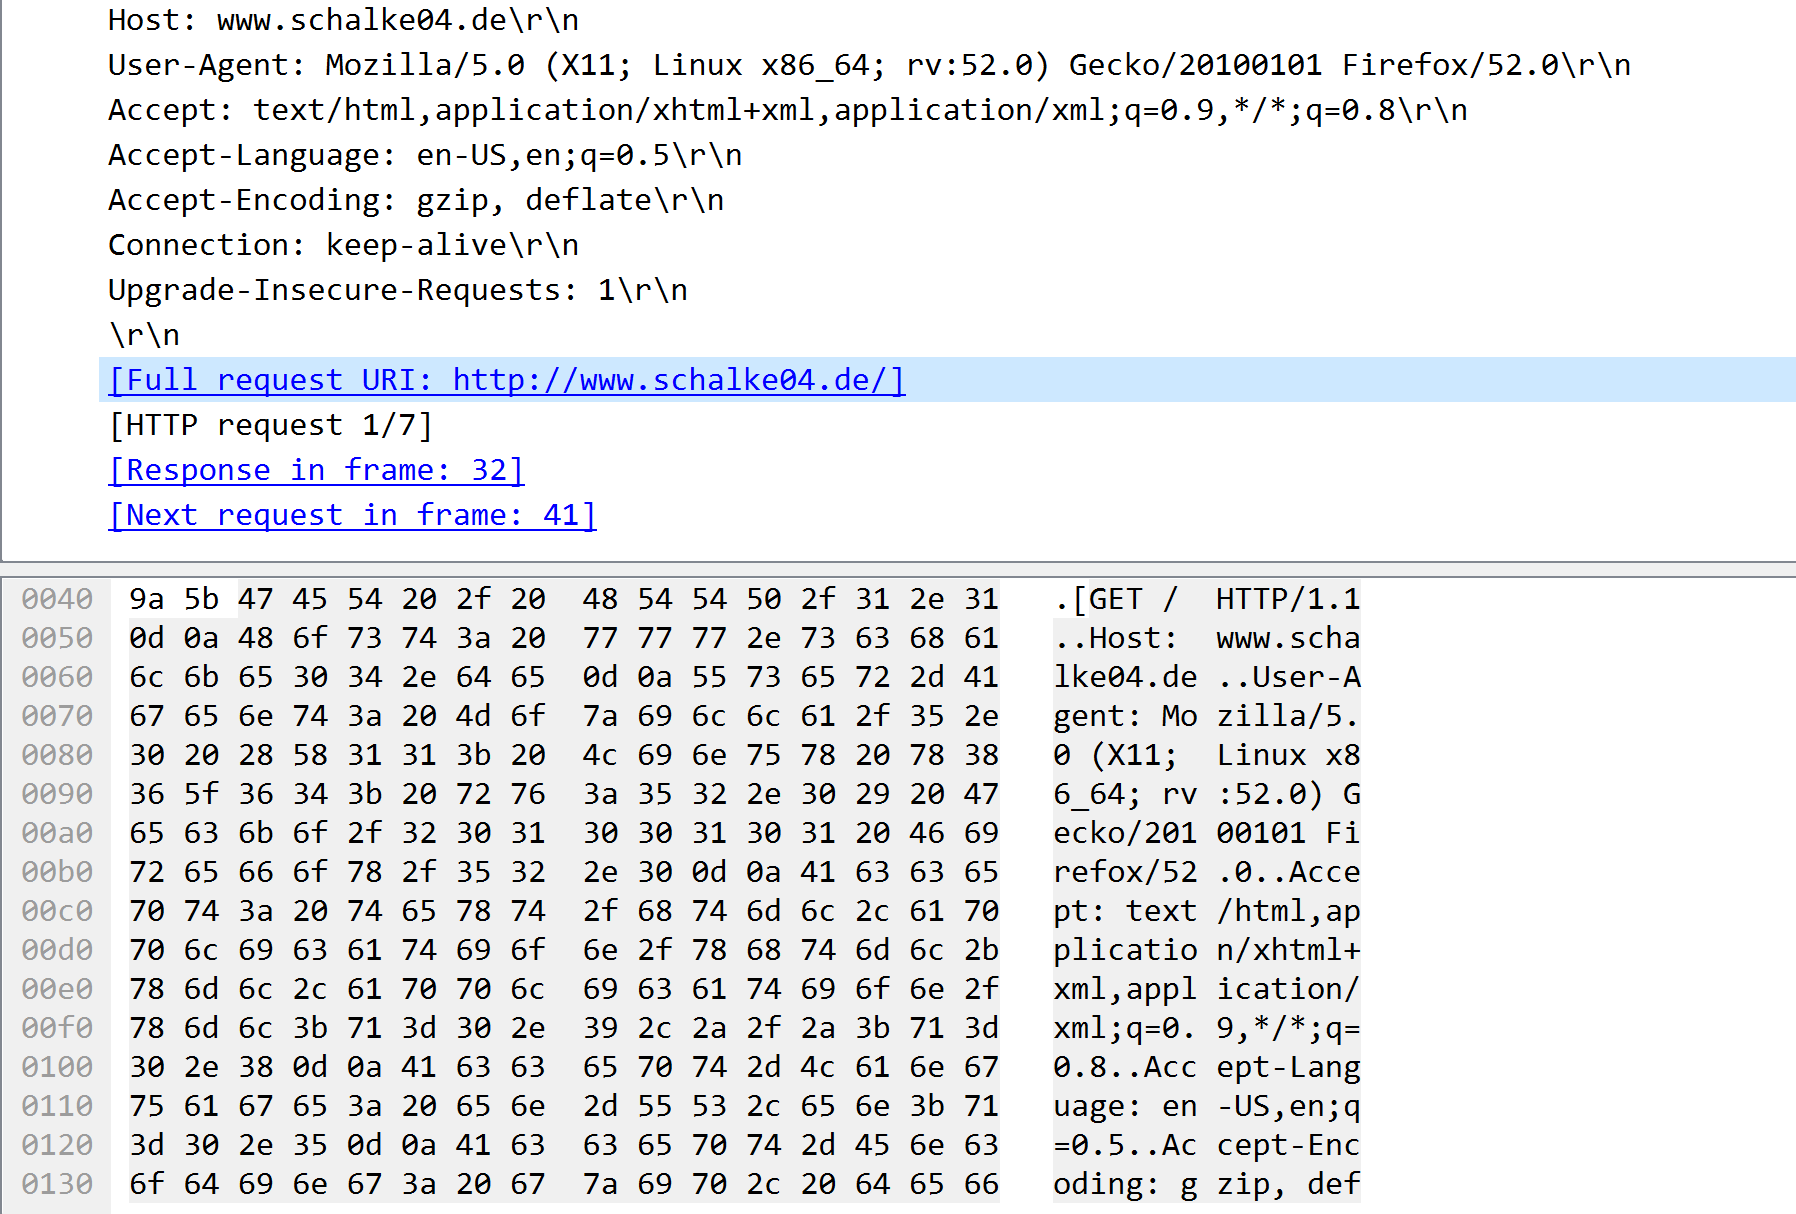 Host: www.schalke04.de\r\n
User-Agent: Mozilla/5.0 (X11; Linux x86_64; rv:52.0) Gecko/20100101 Firefox/52.0\r\n
Accept: text/html,application/xhtml+xml,application/xml;q=0.9,*/*;q=0.8\r\n
Accept-Language: en-US,en;q=0.5\r\n
Accept-Encoding: gzip, deflate\r\n
Connection: keep-alive\r\n
Upgrade-Insecure-Requests: 1\r\n
\r\n
[Full request URI: http://www.schalke04.de/]
[HTTP request 1/7]
[Response in frame: 32]
[Next request in frame: 41]
0040 9a 5b 47 45 54 20 2f 20 48 54 54 50 2f 31 2e 31 .[GET / HTTP/1.1
0050 0d 0a 48 6f 73 74 3a 20 77 77 77 2e 73 63 68 61 ..Host: www.scha
0060 6c 6b 65 30 34 2e 64 65 0d 0a 55 73 65 72 2d 41 lke04.de ..User-A
0070 67 65 6e 74 3a 20 4d 6f 7a 69 6c 6c 61 2f 35 2e gent: Mo zilla/5.
0080 30 20 28 58 31 31 3b 20 4c 69 6e 75 78 20 78 38 0 (X11; Linux x8
0090 36 5f 36 34 3b 20 72 76 3a 35 32 2e 30 29 20 47 6_64; rv :52.0) G
00a0 65 63 6b 6f 2f 32 30 31 30 30 31 30 31 20 46 69 ecko/201 00101 Fi
00b0 72 65 66 6f 78 2f 35 32 2e 30 0d 0a 41 63 63 65 refox/52 .0..Acce
00c0 70 74 3a 20 74 65 78 74 2f 68 74 6d 6c 2c 61 70 pt: text /html,ap
00d0 70 6c 69 63 61 74 69 6f 6e 2f 78 68 74 6d 6c 2b plicatio n/xhtml+
00e0 78 6d 6c 2c 61 70 70 6c 69 63 61 74 69 6f 6e 2f xml,appl ication/
00f0 78 6d 6c 3b 71 3d 30 2e 39 2c 2a 2f 2a 3b 71 3d xml;q=0. 9,*/*;q=
0100 30 2e 38 0d 0a 41 63 63 65 70 74 2d 4c 61 6e 67 0.8..Acc ept-Lang
0110 75 61 67 65 3a 20 65 6e 2d 55 53 2c 65 6e 3b 71 uage: en -US,en;q
0120 3d 30 2e 35 0d 0a 41 63 63 65 70 74 2d 45 6e 63 =0.5..Ac cept-Enc
0130 6f 64 69 6e 67 3a 20 67 7a 69 70 2c 20 64 65 66 oding: g zip, def